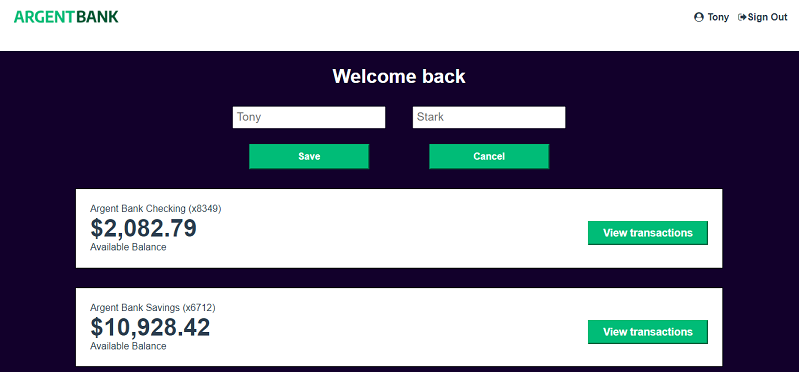 ARGENTBANK
Tony Sign Out
Welcome back
Tony Stark
Save Cancel
Argent Bank Checking (x8349)
$2,082.79
Available Balance
View transactions
Argent Bank Savings (x6712)
$10,928.42
Available Balance
View transactions